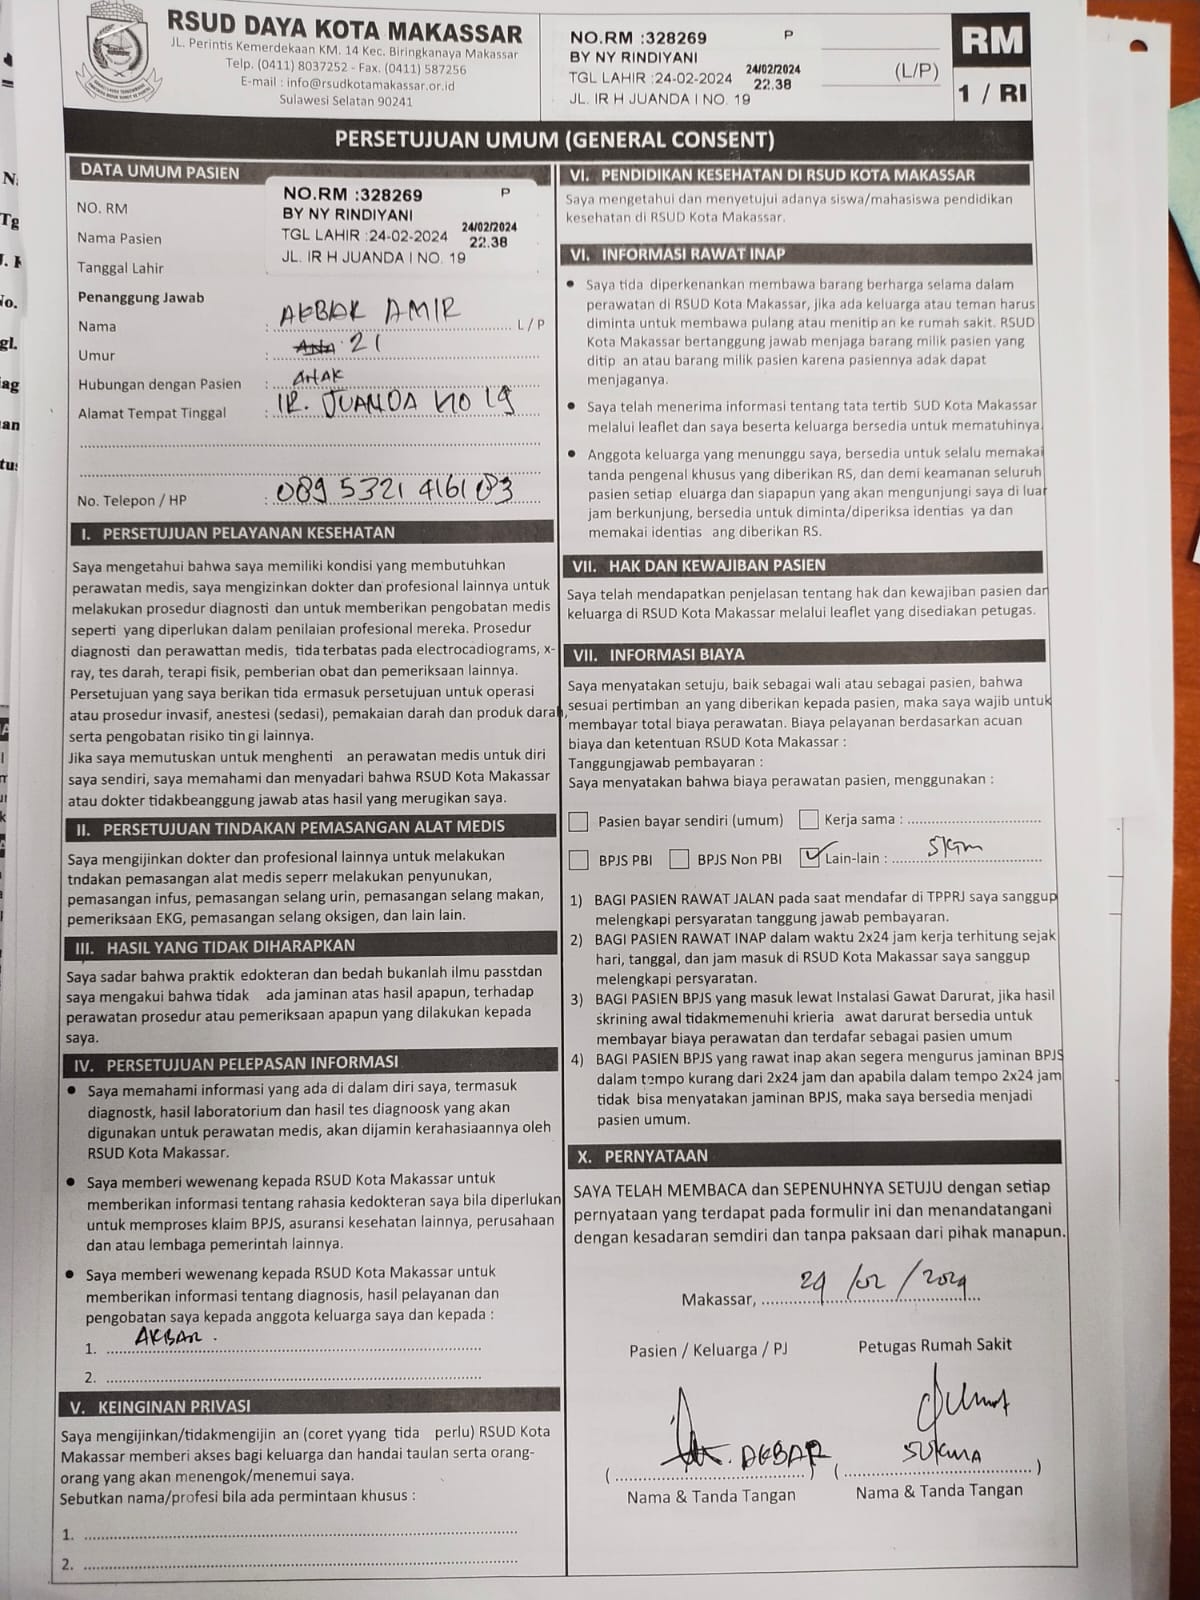 RSUD DAYA KOTA MAKASSAR
JL. Perintis Kemerdekaan KM. 14 Kec. Biringkanaya Makassar
Telp. (0411) 8037252 - Fax. (0411) 587256
E-mail : info@rsudkotamakassar.or.id
Sulawesi Selatan 90241
NO.RM :328269 P
BY NY RINDIYANI
TGL LAHIR :24-02-2024 24/02/2024 22.38
JL. IR H JUANDA I NO. 19
(L/P)
RM
1 / RI
PERSETUJUAN UMUM (GENERAL CONSENT)
DATA UMUM PASIEN
NO.RM :328269 P
BY NY RINDIYANI
TGL LAHIR :24-02-2024 24/02/2024 22.38
JL. IR H JUANDA I NO. 19
NO. RM
Nama Pasien
Tanggal Lahir
Penanggung Jawab
Nama : AKBAR AMIR L / P
Umur : 21
Hubungan dengan Pasien : ANAK
Alamat Tempat Tinggal : IR. JUANDA NO 19
No. Telepon / HP : 089 5321 4161 03
I. PERSETUJUAN PELAYANAN KESEHATAN
Saya mengetahui bahwa saya memiliki kondisi yang membutuhkan
perawatan medis, saya mengizinkan dokter dan profesional lainnya untuk
melakukan prosedur diagnosti dan untuk memberikan pengobatan medis
seperti yang diperlukan dalam penilaian profesional mereka. Prosedur
diagnosti dan perawattan medis, tida terbatas pada electrocadiograms, x-
ray, tes darah, terapi fisik, pemberian obat dan pemeriksaan lainnya.
Persetujuan yang saya berikan tida ermasuk persetujuan untuk operasi
atau prosedur invasif, anestesi (sedasi), pemakaian darah dan produk darah,
serta pengobatan risiko tin gi lainnya.
Jika saya memutuskan untuk menghenti an perawatan medis untuk diri
saya sendiri, saya memahami dan menyadari bahwa RSUD Kota Makassar
atau dokter tidakbeanggung jawab atas hasil yang merugikan saya.
II. PERSETUJUAN TINDAKAN PEMASANGAN ALAT MEDIS
Saya mengijinkan dokter dan profesional lainnya untuk melakukan
tndakan pemasangan alat medis seperr melakukan penyunukan,
pemasangan infus, pemasangan selang urin, pemasangan selang makan,
pemeriksaan EKG, pemasangan selang oksigen, dan lain lain.
III. HASIL YANG TIDAK DIHARAPKAN
Saya sadar bahwa praktik edokteran dan bedah bukanlah ilmu passtdan
saya mengakui bahwa tidak ada jaminan atas hasil apapun, terhadap
perawatan prosedur atau pemeriksaan apapun yang dilakukan kepada
saya.
IV. PERSETUJUAN PELEPASAN INFORMASI
• Saya memahami informasi yang ada di dalam diri saya, termasuk
diagnostk, hasil laboratorium dan hasil tes diagnoosk yang akan
digunakan untuk perawatan medis, akan dijamin kerahasiaannya oleh
RSUD Kota Makassar.
• Saya memberi wewenang kepada RSUD Kota Makassar untuk
memberikan informasi tentang rahasia kedokteran saya bila diperlukan
untuk memproses klaim BPJS, asuransi kesehatan lainnya, perusahaan
dan atau lembaga pemerintah lainnya.
• Saya memberi wewenang kepada RSUD Kota Makassar untuk
memberikan informasi tentang diagnosis, hasil pelayanan dan
pengobatan saya kepada anggota keluarga saya dan kepada :
1. AKBAR.
2.
V. KEINGINAN PRIVASI
Saya mengijinkan/tidakmengijin an (coret yyang tida perlu) RSUD Kota
Makassar memberi akses bagi keluarga dan handai taulan serta orang-
orang yang akan menengok/menemui saya.
Sebutkan nama/profesi bila ada permintaan khusus :
1.
2.
VI. PENDIDIKAN KESEHATAN DI RSUD KOTA MAKASSAR
Saya mengetahui dan menyetujui adanya siswa/mahasiswa pendidikan
kesehatan di RSUD Kota Makassar.
VI. INFORMASI RAWAT INAP
• Saya tida diperkenankan membawa barang berharga selama dalam
perawatan di RSUD Kota Makassar, jika ada keluarga atau teman harus
diminta untuk membawa pulang atau menitip an ke rumah sakit. RSUD
Kota Makassar bertanggung jawab menjaga barang milik pasien yang
ditip an atau barang milik pasien karena pasiennya adak dapat
menjaganya.
• Saya telah menerima informasi tentang tata tertib SUD Kota Makassar
melalui leaflet dan saya beserta keluarga bersedia untuk mematuhinya.
• Anggota keluarga yang menunggu saya, bersedia untuk selalu memakai
tanda pengenal khusus yang diberikan RS, dan demi keamanan seluruh
pasien setiap eluarga dan siapapun yang akan mengunjungi saya di luar
jam berkunjung, bersedia untuk diminta/diperiksa identias ya dan
memakai identias ang diberikan RS.
VII. HAK DAN KEWAJIBAN PASIEN
Saya telah mendapatkan penjelasan tentang hak dan kewajiban pasien dan
keluarga di RSUD Kota Makassar melalui leaflet yang disediakan petugas.
VII. INFORMASI BIAYA
Saya menyatakan setuju, baik sebagai wali atau sebagai pasien, bahwa
sesuai pertimban an yang diberikan kepada pasien, maka saya wajib untuk
membayar total biaya perawatan. Biaya pelayanan berdasarkan acuan
biaya dan ketentuan RSUD Kota Makassar :
Tanggungjawab pembayaran :
Saya menyatakan bahwa biaya perawatan pasien, menggunakan :
Pasien bayar sendiri (umum) Kerja sama :
BPJS PBI BPJS Non PBI Lain-lain :
1) BAGI PASIEN RAWAT JALAN pada saat mendafar di TPPRJ saya sanggup
melengkapi persyaratan tanggung jawab pembayaran.
2) BAGI PASIEN RAWAT INAP dalam waktu 2x24 jam kerja terhitung sejak
hari, tanggal, dan jam masuk di RSUD Kota Makassar saya sanggup
melengkapi persyaratan.
3) BAGI PASIEN BPJS yang masuk lewat Instalasi Gawat Darurat, jika hasil
skrining awal tidakmemenuhi krieria awat darurat bersedia untuk
membayar biaya perawatan dan terdafar sebagai pasien umum
4) BAGI PASIEN BPJS yang rawat inap akan segera mengurus jaminan BPJS
dalam tempo kurang dari 2x24 jam dan apabila dalam tempo 2x24 jam
tidak bisa menyatakan jaminan BPJS, maka saya bersedia menjadi
pasien umum.
X. PERNYATAAN
SAYA TELAH MEMBACA dan SEPENUHNYA SETUJU dengan setiap
pernyataan yang terdapat pada formulir ini dan menandatangani
dengan kesadaran semdiri dan tanpa paksaan dari pihak manapun.
Makassar, 24 /02 /2024
Pasien / Keluarga / PJ Petugas Rumah Sakit
(AKBAR) (SUKMA)
Nama & Tanda Tangan Nama & Tanda Tangan